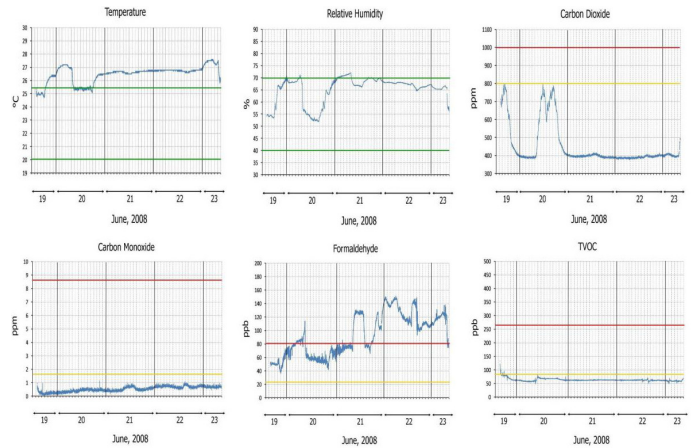 Temperature
°C
30
29
28
27
26
25
24
23
22
21
20
19
19 20 21 22 23
June, 2008
Relative Humidity
%
90
85
80
75
70
65
60
55
50
45
40
35
30
19 20 21 22 23
June, 2008
Carbon Dioxide
ppm
1100
1000
900
800
700
600
500
400
300
19 20 21 22 23
June, 2008
Carbon Monoxide
ppm
10
9
8
7
6
5
4
3
2
1
0
19 20 21 22 23
June, 2008
Formaldehyde
ppb
200
180
160
140
120
100
80
60
40
20
0
19 20 21 22 23
June, 2008
TVOC
ppb
500
450
400
350
300
250
200
150
100
50
0
19 20 21 22 23
June, 2008